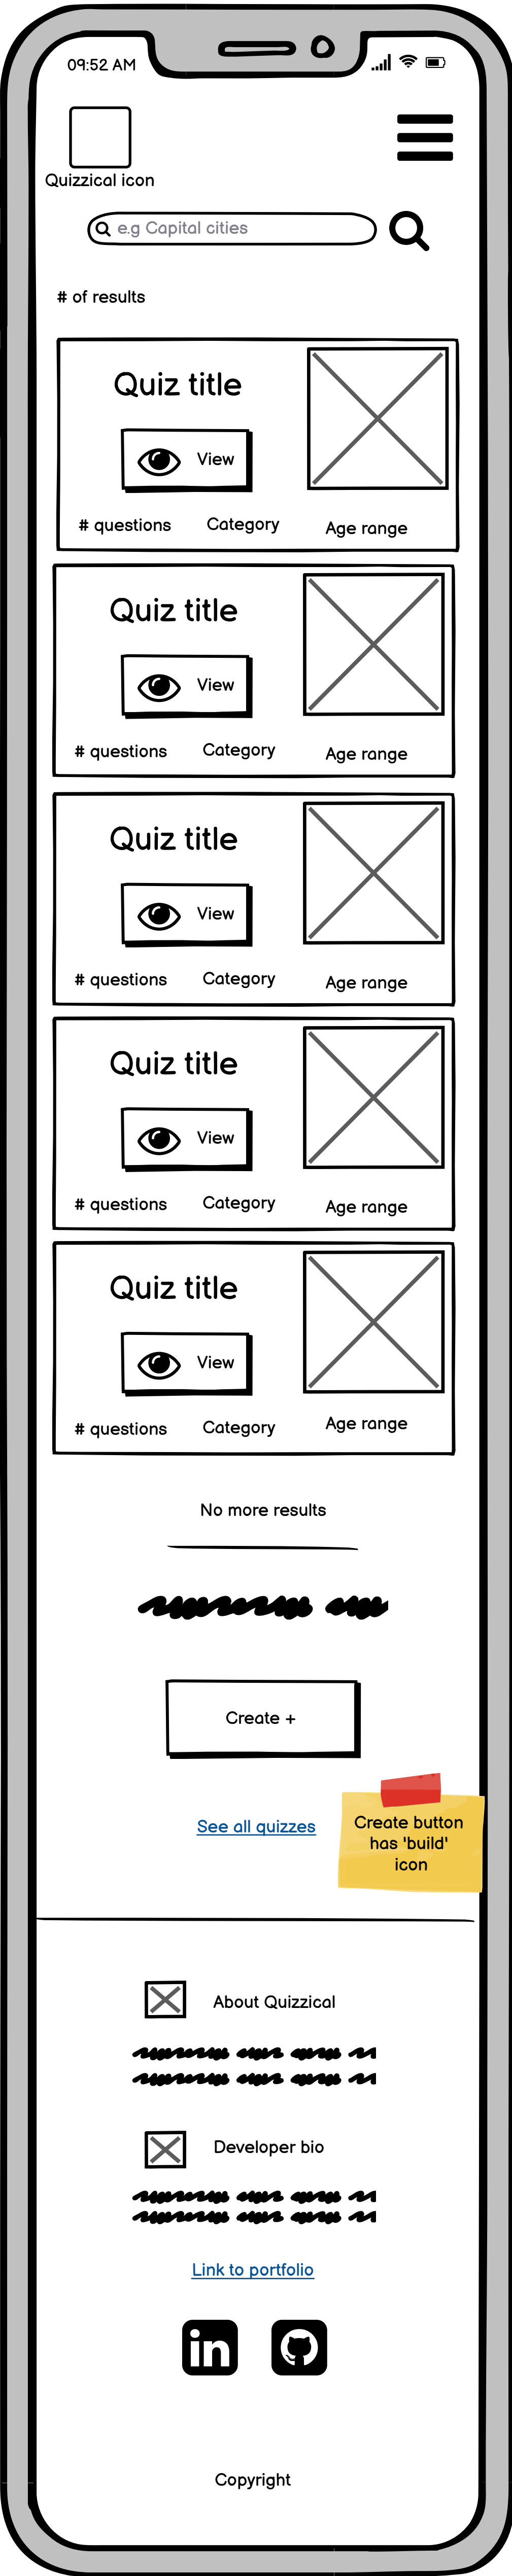 09:52 AM
Quizzical icon
e.g Capital cities
# of results
Quiz title
View
# questions Category Age range
Quiz title
View
# questions Category Age range
Quiz title
View
# questions Category Age range
Quiz title
View
# questions Category Age range
Quiz title
View
# questions Category Age range
No more results
Create +
See all quizzes
Create button
has 'build'
icon
About Quizzical
Developer bio
Link to portfolio
in
Copyright